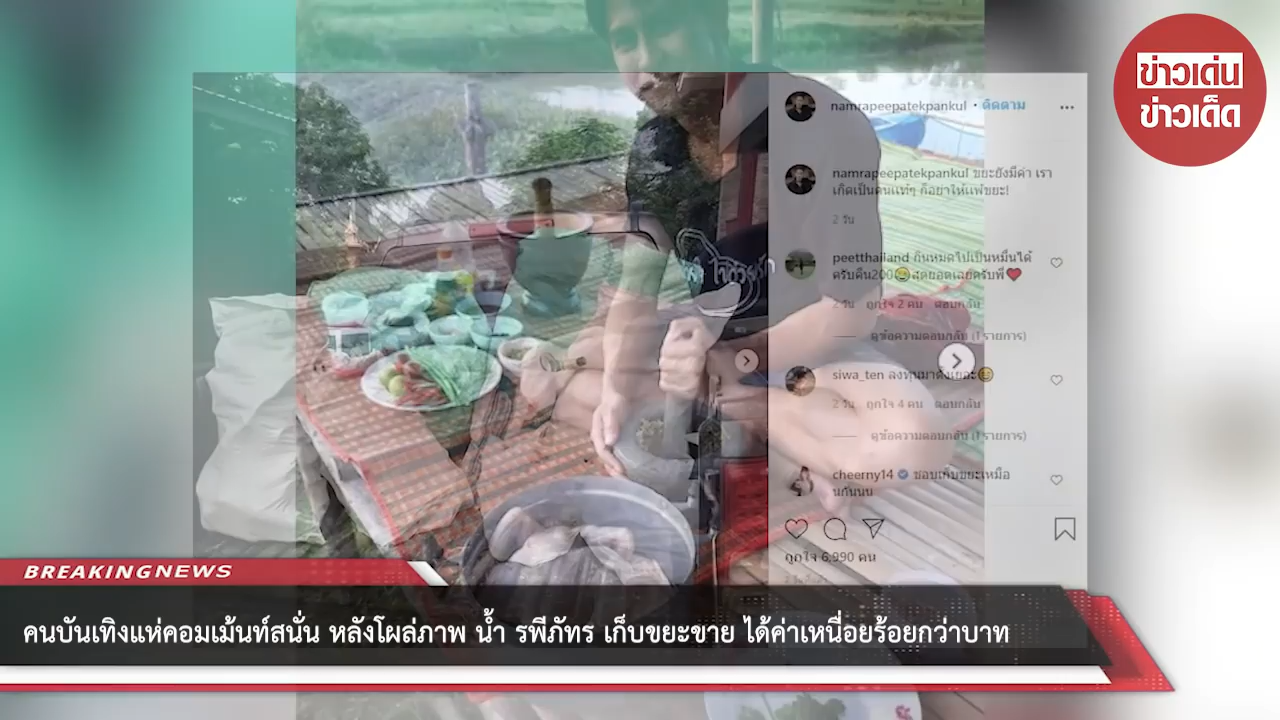 ข่าวเด่น
ข่าวเด็ด
namrapeepatekpankul • ติดตาม
namrapeepatekpankul ขยะยังมีค่า เรา
เกิดเป็นคนแท่ๆ ก็อย่าให้แพ้ขยะ!
2 วัน
peetthailand กินหมดไปเป็นหมื่นได้
ครับคืน200😂สุดยอดเลยครับพี่❤️
2 วัน ถูกใจ 2 คน ตอบกลับ
ดูข้อความตอบกลับ (1 รายการ)
siwa_ten ลงทุนมาตั้งเยอะ😊
2 วัน ถูกใจ 4 คน ตอบกลับ
ดูข้อความตอบกลับ (1 รายการ)
cheerny14 ชอบเก็บขยะเหมือ
นกันนน
ถูกใจ 6,990 คน
BREAKINGNEWS
คนบันเทิงแห่คอมเม้นท์สนั่น หลังโผล่ภาพ น้ำ รพีภัทร เก็บขยะขาย ได้ค่าเหนื่อยร้อยกว่าบาท